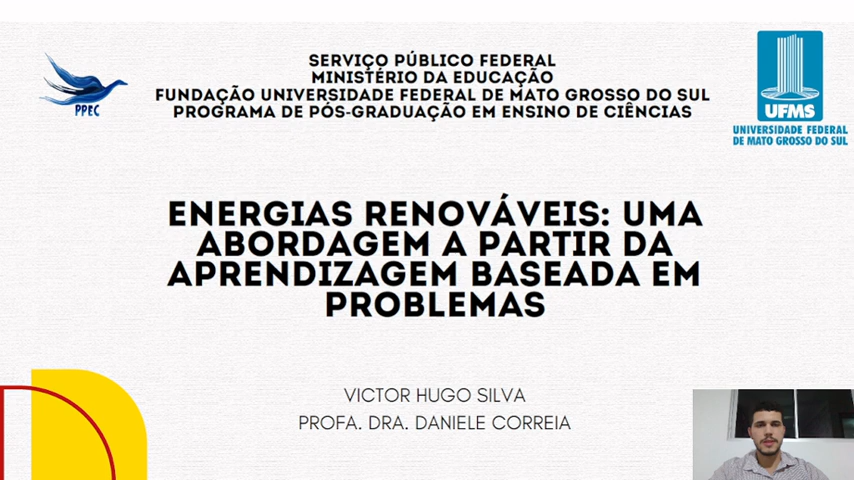 SERVIÇO PÚBLICO FEDERAL
MINISTÉRIO DA EDUCAÇÃO
FUNDAÇÃO UNIVERSIDADE FEDERAL DE MATO GROSSO DO SUL
PROGRAMA DE PÓS-GRADUAÇÃO EM ENSINO DE CIÊNCIAS
PPEC
UFMS
UNIVERSIDADE FEDERAL
DE MATO GROSSO DO SUL
ENERGIAS RENOVÁVEIS: UMA
ABORDAGEM A PARTIR DA
APRENDIZAGEM BASEADA EM
PROBLEMAS
VICTOR HUGO SILVA
PROFA. DRA. DANIELE CORREIA